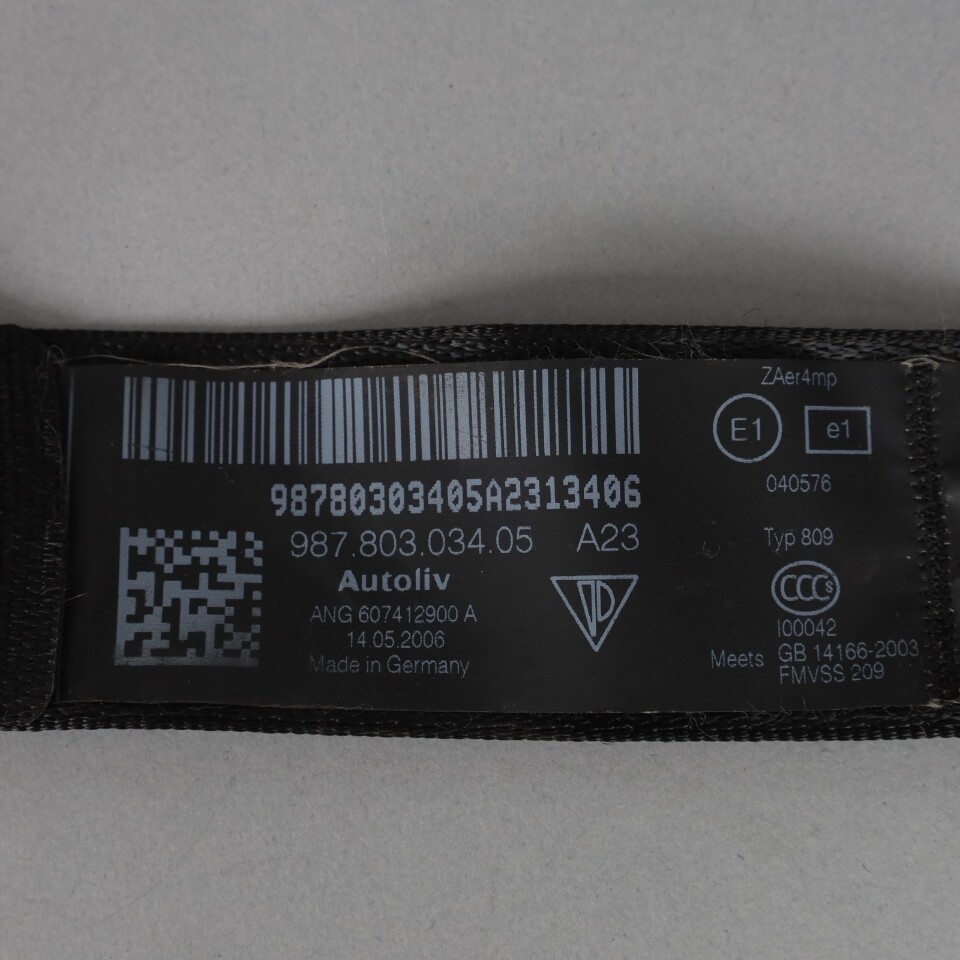 98780303405A2313406
987.803.034.05 A23
Autoliv
ANG 607412900 A
14.05.2006
Made in Germany
ZAer4mp
E1 e1
040576
Typ 809
CCCs
I00042
Meets GB 14166-2003
FMVSS 209